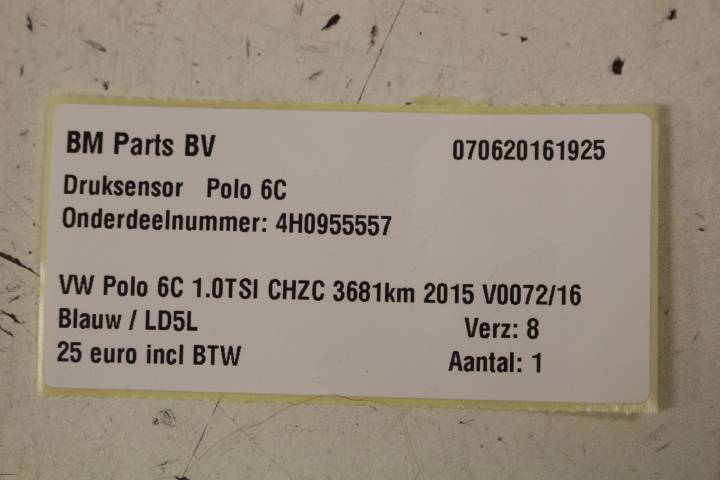 BM Parts BV 070620161925
Druksensor Polo 6C
Onderdeelnummer: 4H0955557
VW Polo 6C 1.0TSI CHZC 3681km 2015 V0072/16
Blauw / LD5L Verz: 8
25 euro incl BTW Aantal: 1